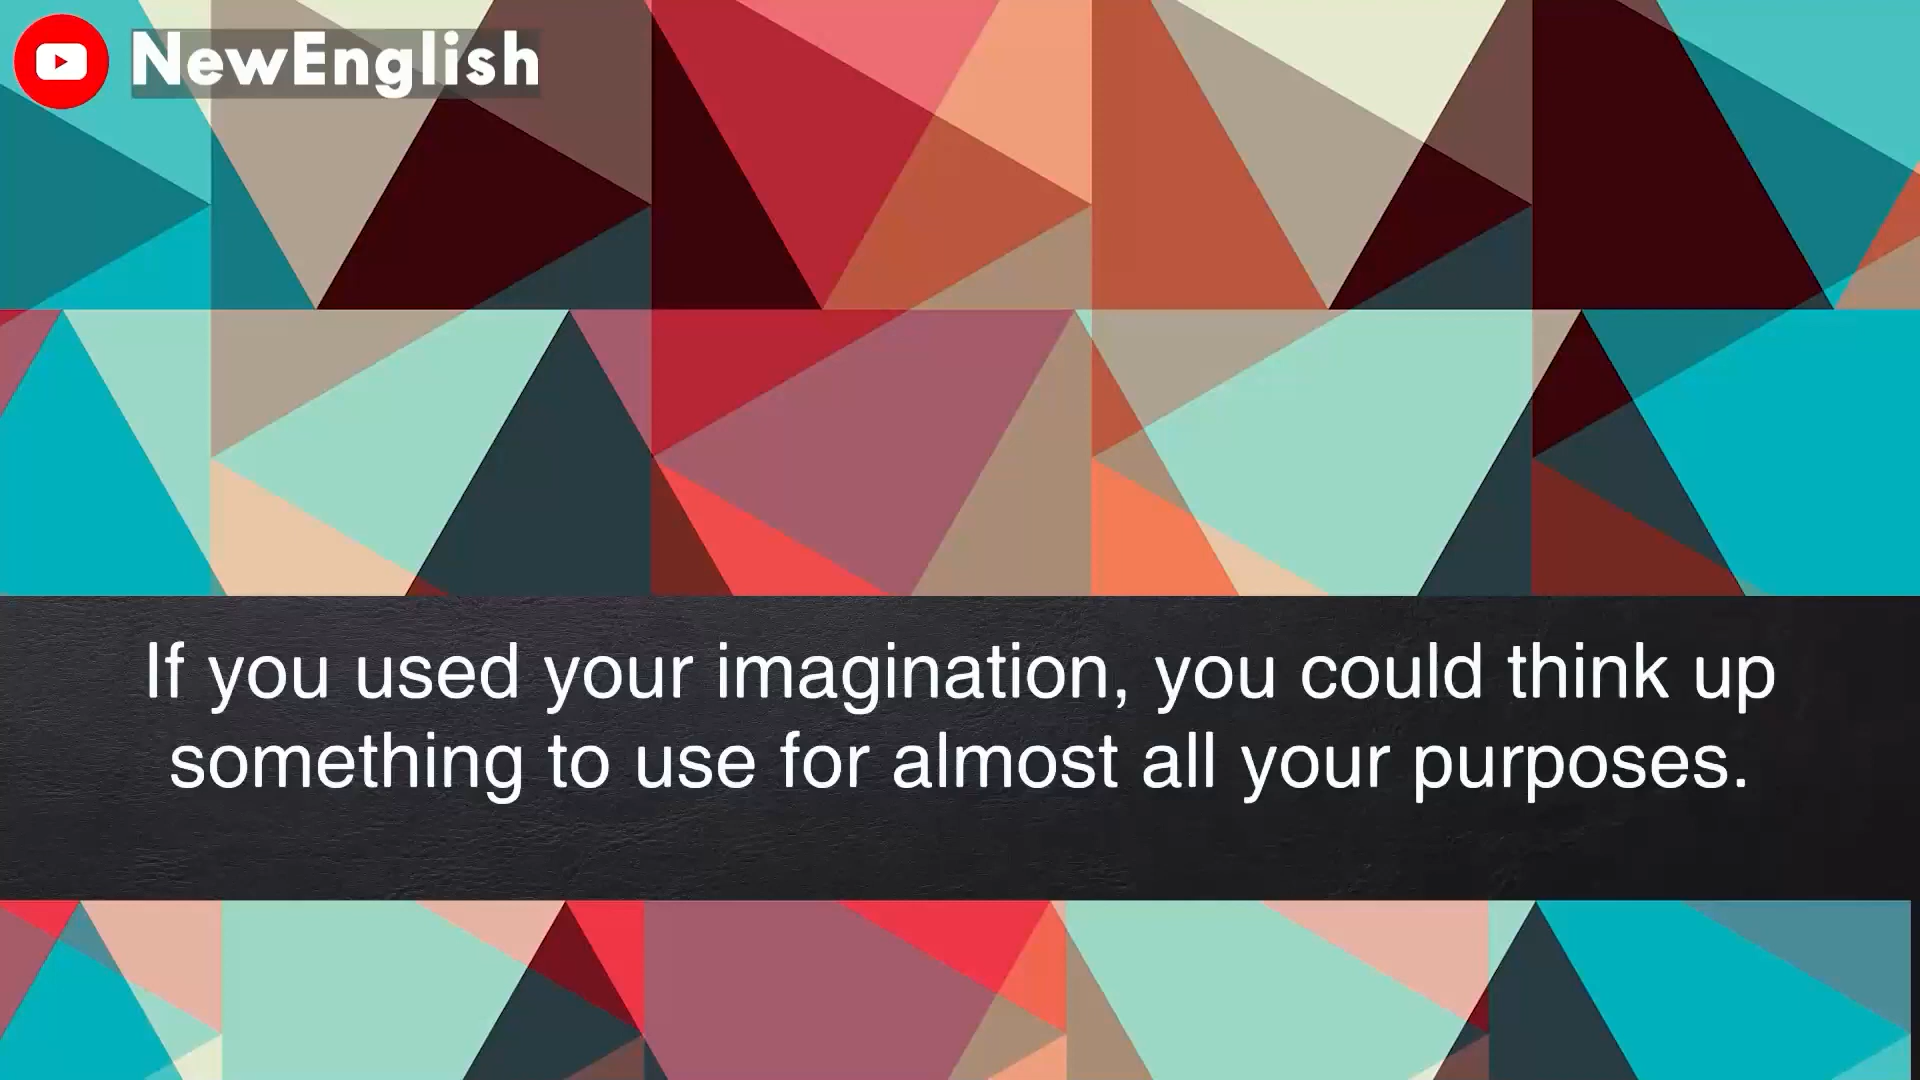 NewEnglish
If you used your imagination, you could think up
something to use for almost all your purposes.